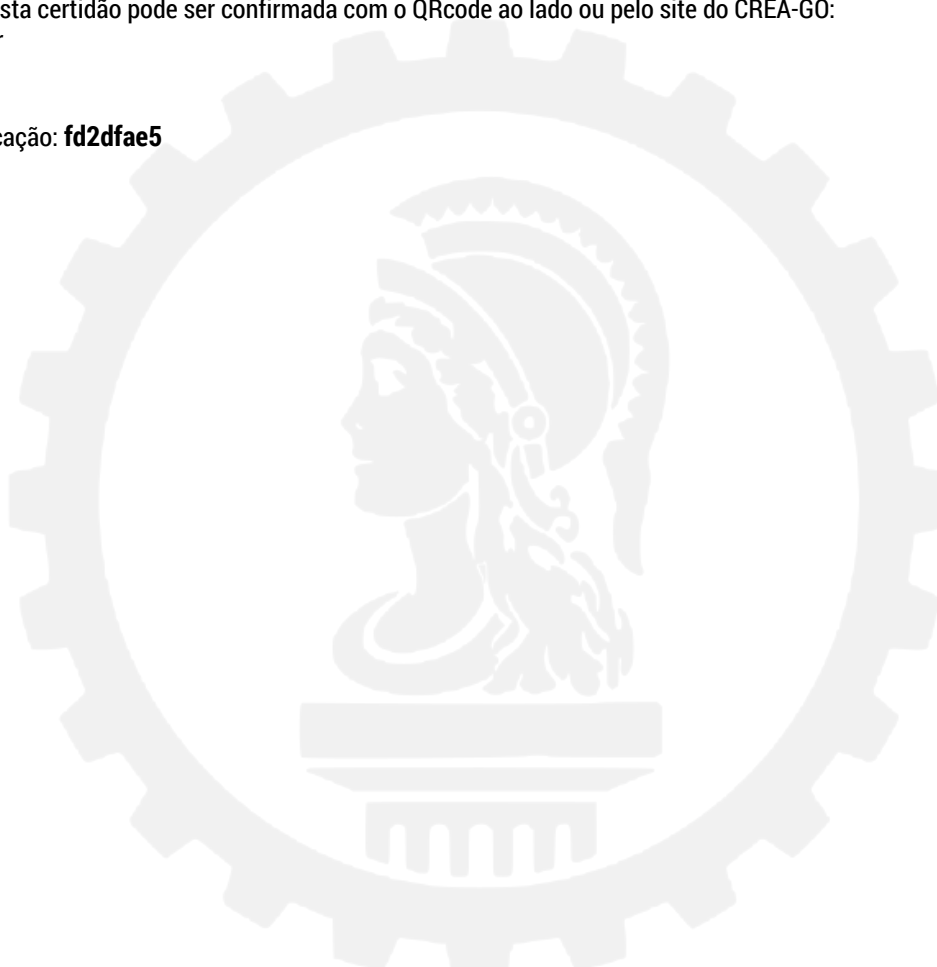 sta certidão pode ser confirmada com o QRcode ao lado ou pelo site do CREA-GO:
r
cação: fd2dfae5